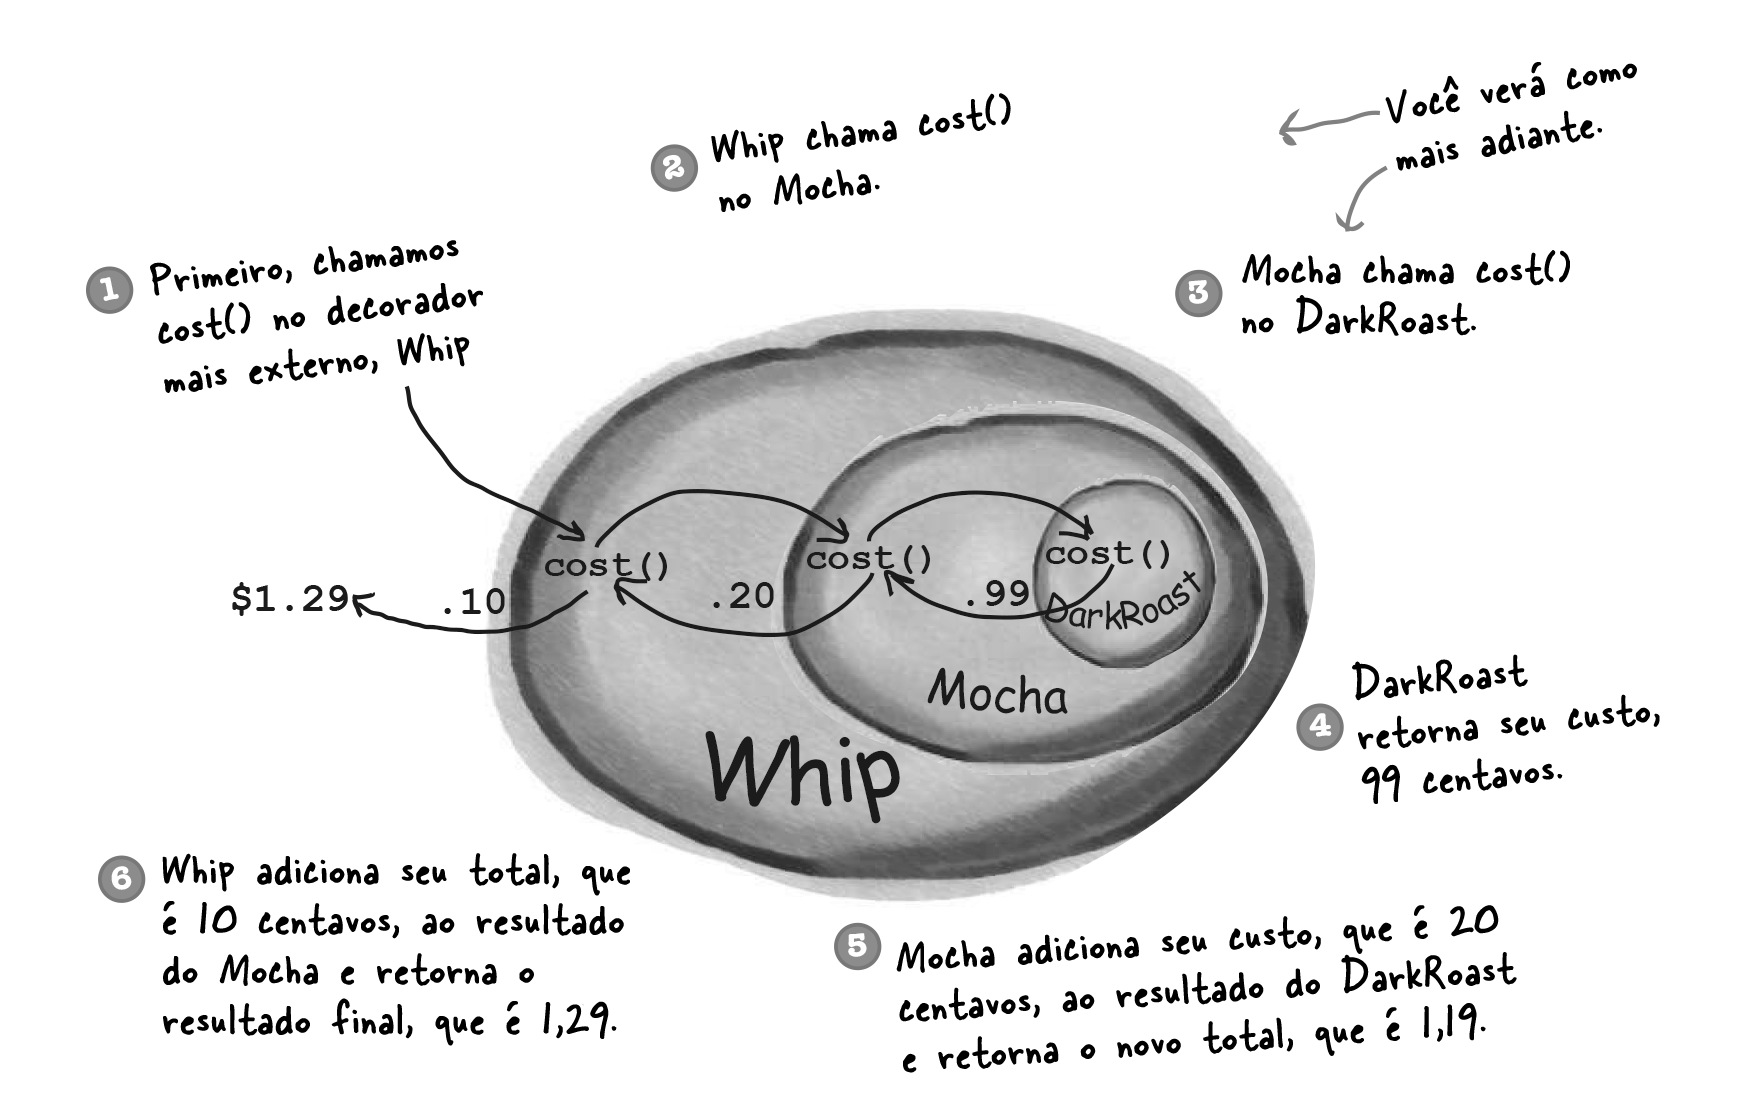 1
Primeiro, chamamos
cost() no decorador
mais externo, Whip
2
Whip chama cost()
no Mocha.
Você verá como
mais adiante.
3
Mocha chama cost()
no DarkRoast.
cost()
cost()
cost()
$1.29
.10
.20
.99
DarkRoast
Mocha
Whip
4
DarkRoast
retorna seu custo,
99 centavos.
5
Mocha adiciona seu custo, que é 20
centavos, ao resultado do DarkRoast
e retorna o novo total, que é 1,19.
6
Whip adiciona seu total, que
é 10 centavos, ao resultado
do Mocha e retorna o
resultado final, que é 1,29.